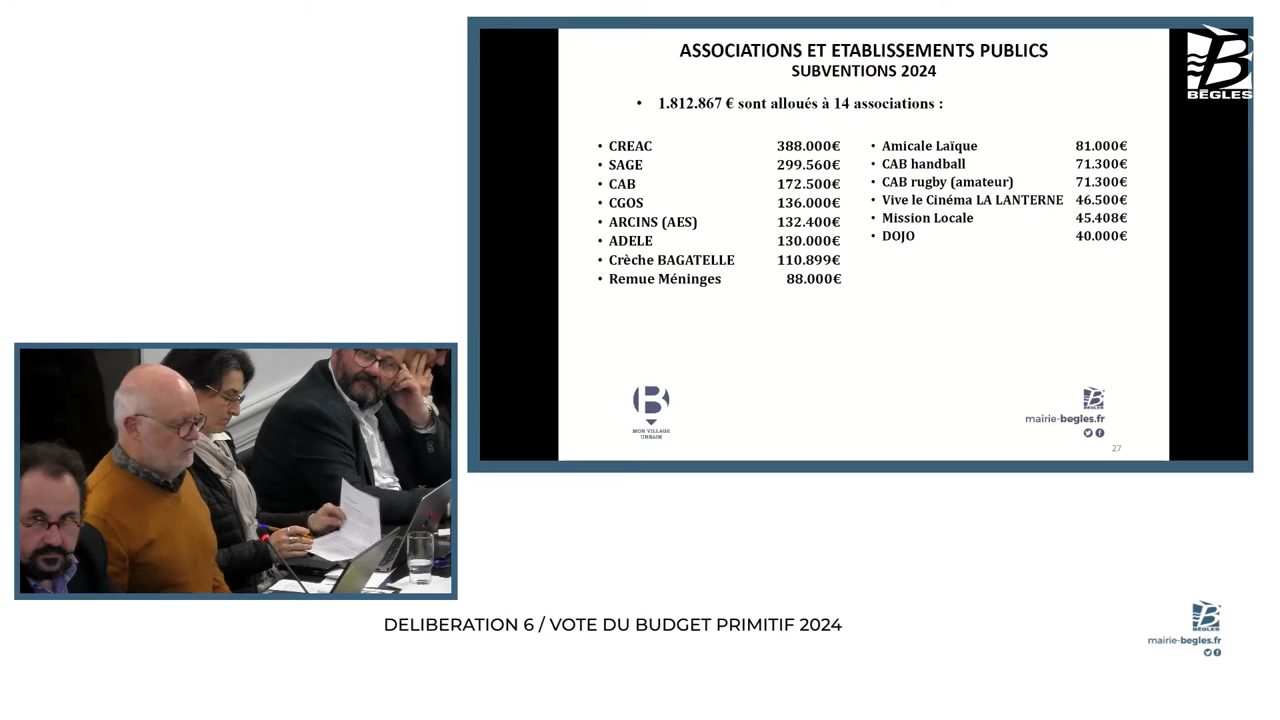 ASSOCIATIONS ET ETABLISSEMENTS PUBLICS
SUBVENTIONS 2024
• 1.812.867 € sont alloués à 14 associations :
• CREAC 388.000€
• SAGE 299.560€
• CAB 172.500€
• CGOS 136.000€
• ARCINS (AES) 132.400€
• ADELE 130.000€
• Crèche BAGATELLE 110.899€
• Remue Méninges 88.000€
• Amicale Laïque 81.000€
• CAB handball 71.300€
• CAB rugby (amateur) 71.300€
• Vive le Cinéma LA LANTERNE 46.500€
• Mission Locale 45.408€
• DOJO 40.000€
B
MON VILLAGE
URBAIN
B
BÈGLES
mairie-begles.fr
27
B
BÈGLES
DELIBERATION 6 / VOTE DU BUDGET PRIMITIF 2024
B
BÈGLES
mairie-begles.fr